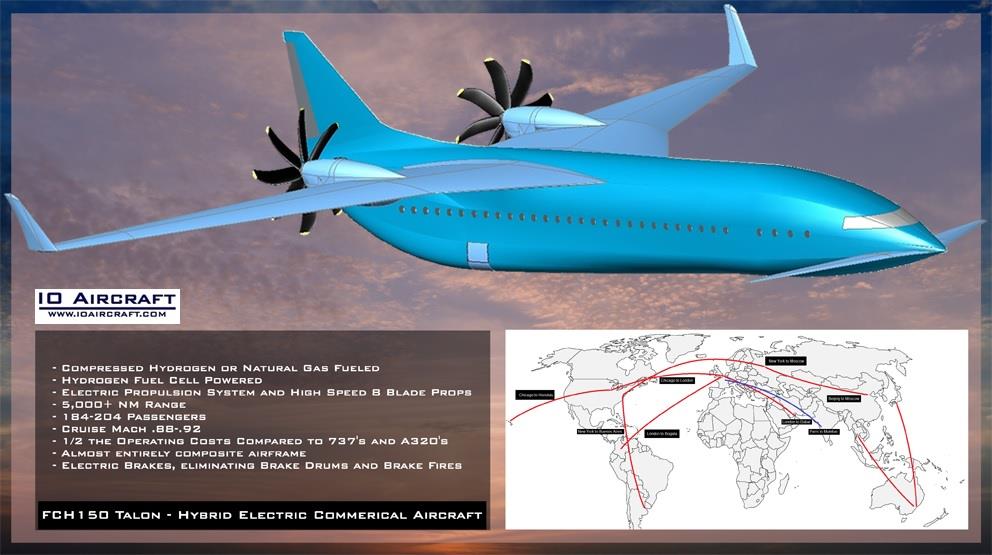 IO Aircraft
www.ioaircraft.com
- Compressed Hydrogen or Natural Gas Fueled
- Hydrogen Fuel Cell Powered
- Electric Propulsion System and High Speed 8 Blade Props
- 5,000+ NM Range
- 184-204 Passengers
- Cruise Mach .88-.92
- 1/2 the Operating Costs Compared to 737's and A320's
- Almost entirely composite airframe
- Electric Brakes, eliminating Brake Drums and Brake Fires
FCH150 Talon - Hybrid Electric Commerical Aircraft
New York to Moscow
Chicago to London
Chicago to Honolulu
Beijing to Moscow
New York to Buenos Aires
London to Bogata
London to Dubai
Paris to Mumbai